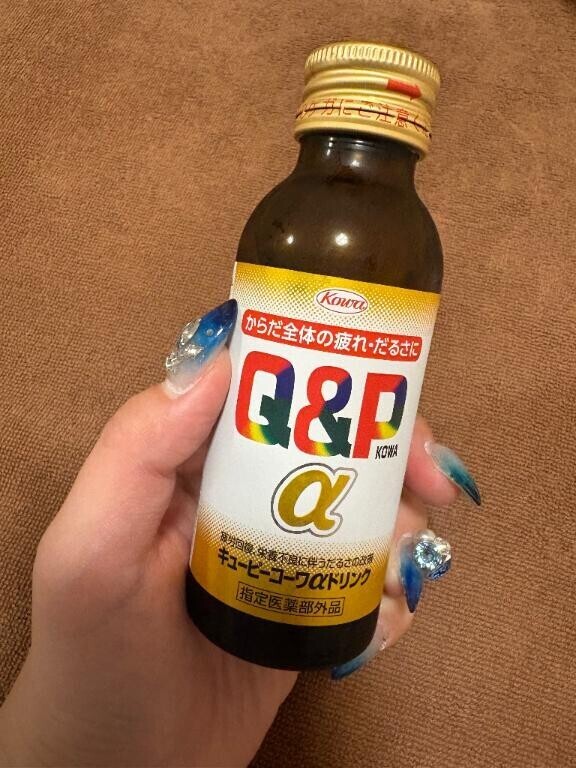 ケガにご注意く
Kowa
からだ全体の疲れ・だるさに
Q&P
KOWA
α
疲労回復、栄養不良に伴うだるさの改善
キューピーコーワαドリンク
指定医薬部外品